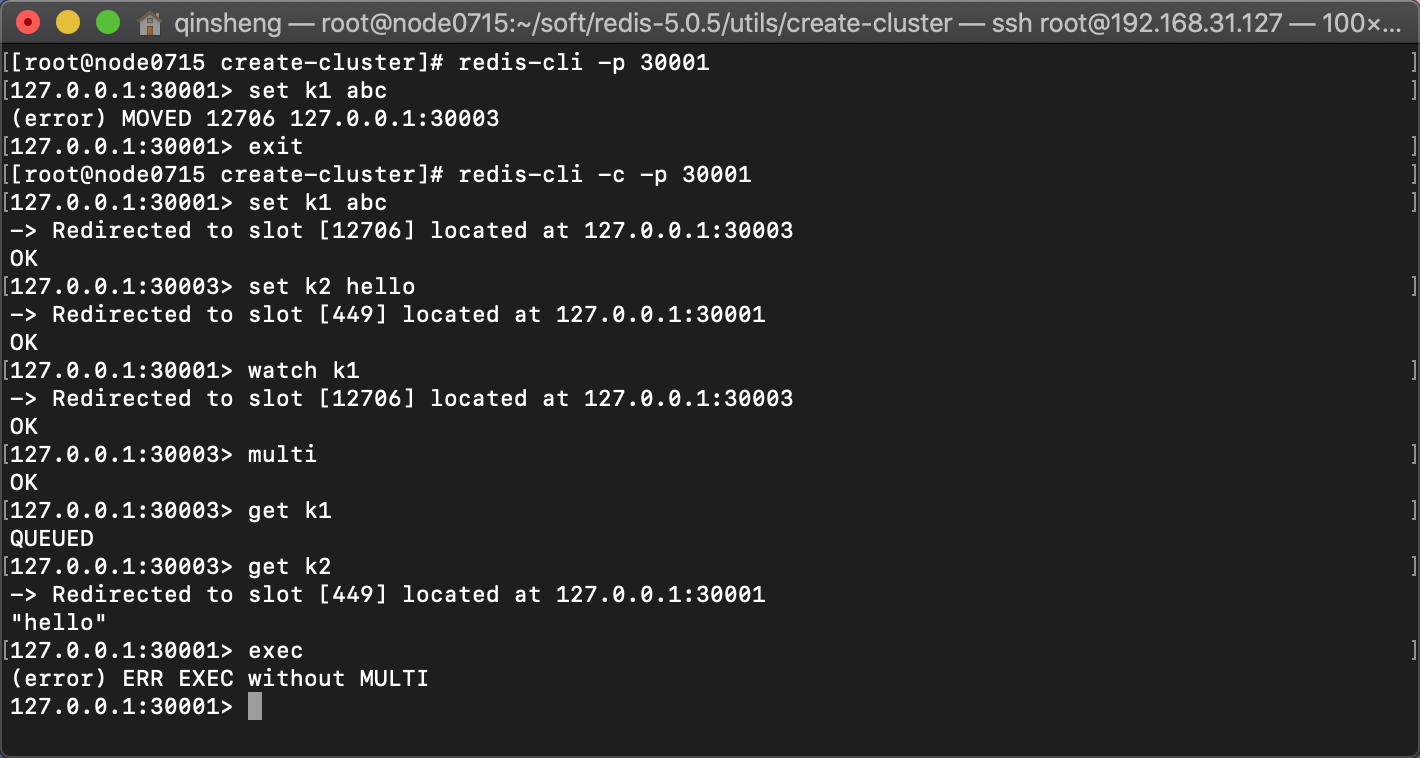 qinsheng — root@node0715:~/soft/redis-5.0.5/utils/create-cluster — ssh root@192.168.31.127 — 100×...
[[root@node0715 create-cluster]# redis-cli -p 30001 ]
[127.0.0.1:30001> set k1 abc ]
(error) MOVED 12706 127.0.0.1:30003
[127.0.0.1:30001> exit ]
[[root@node0715 create-cluster]# redis-cli -c -p 30001 ]
[127.0.0.1:30001> set k1 abc ]
-> Redirected to slot [12706] located at 127.0.0.1:30003
OK
[127.0.0.1:30003> set k2 hello ]
-> Redirected to slot [449] located at 127.0.0.1:30001
OK
[127.0.0.1:30001> watch k1 ]
-> Redirected to slot [12706] located at 127.0.0.1:30003
OK
[127.0.0.1:30003> multi ]
OK
[127.0.0.1:30003> get k1 ]
QUEUED
[127.0.0.1:30003> get k2 ]
-> Redirected to slot [449] located at 127.0.0.1:30001
"hello"
[127.0.0.1:30001> exec ]
(error) ERR EXEC without MULTI
127.0.0.1:30001>